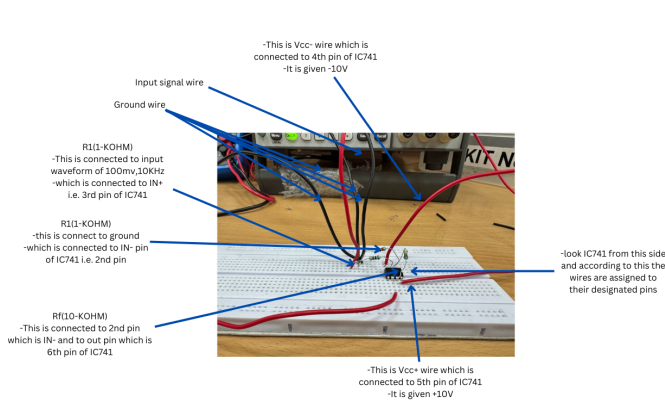 -This is Vcc- wire which is
connected to 4th pin of IC741
-It is given -10V
Input signal wire
Ground wire
R1(1-KOHM)
-This is connected to input
waveform of 100mv,10KHz
-which is connected to IN+
i.e. 3rd pin of IC741
KIT N
R1(1-KOHM)
-this is connect to ground
-which is connected to IN- pin
of IC741 i.e. 2nd pin
-look IC741 from this side
and according to this the
wires are assigned to
their designated pins
Rf(10-KOHM)
-This is connected to 2nd pin
which is IN- and to out pin which is
6th pin of IC741
-This is Vcc+ wire which is
connected to 5th pin of IC741
-It is given +10V